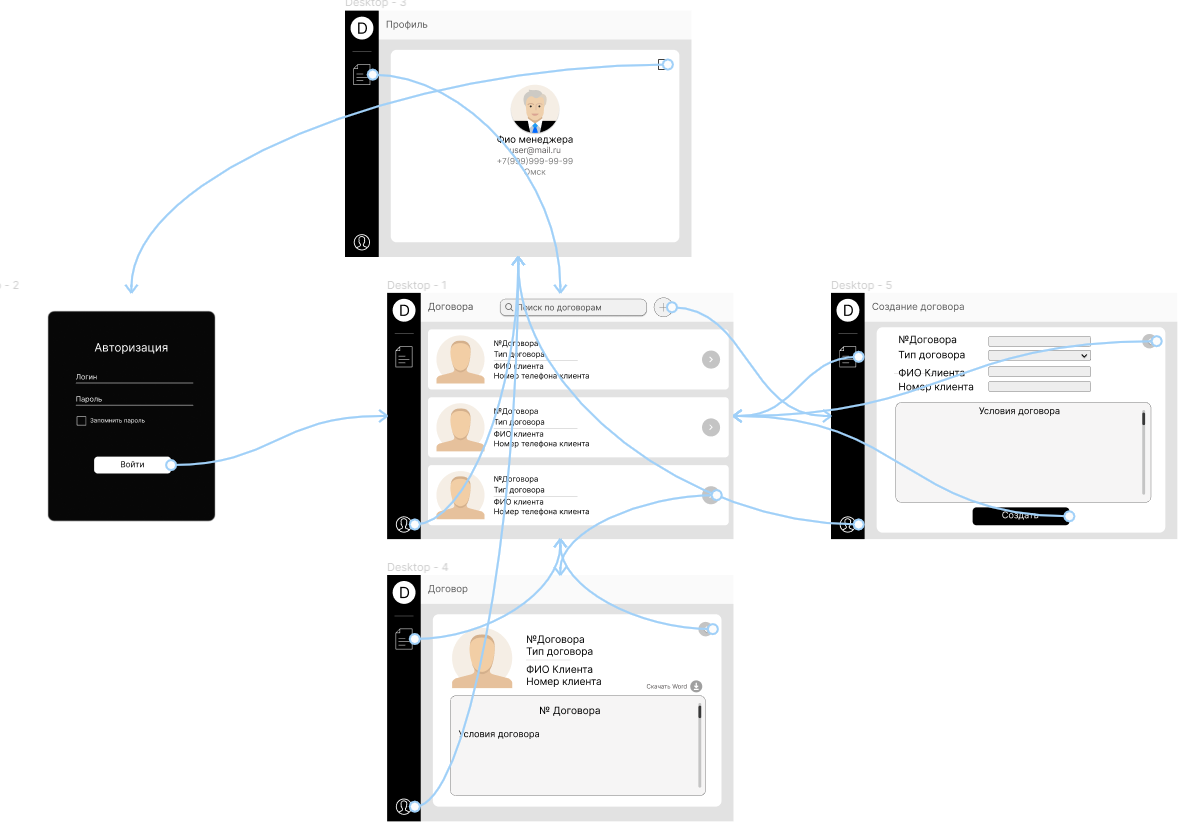 Desktop - 3
D
Профиль
Фио менеджера
user@mail.ru
+7(999)999-99-99
Омск
- 2
Авторизация
Логин
Пароль
Запомнить пароль
Войти
Desktop - 1
D
Договора
Поиск по договорам
№Договора
Тип договора
ФИО клиента
Номер телефона клиента
№Договора
Тип договора
ФИО клиента
Номер телефона клиента
№Договора
Тип договора
ФИО клиента
Номер телефона клиента
Desktop - 5
D
Создание договора
№Договора
Тип договора
ФИО Клиента
Номер клиента
Условия договора
Создать
Desktop - 4
D
Договор
№Договора
Тип договора
ФИО Клиента
Номер клиента
Скачать Word
№ Договора
Условия договора